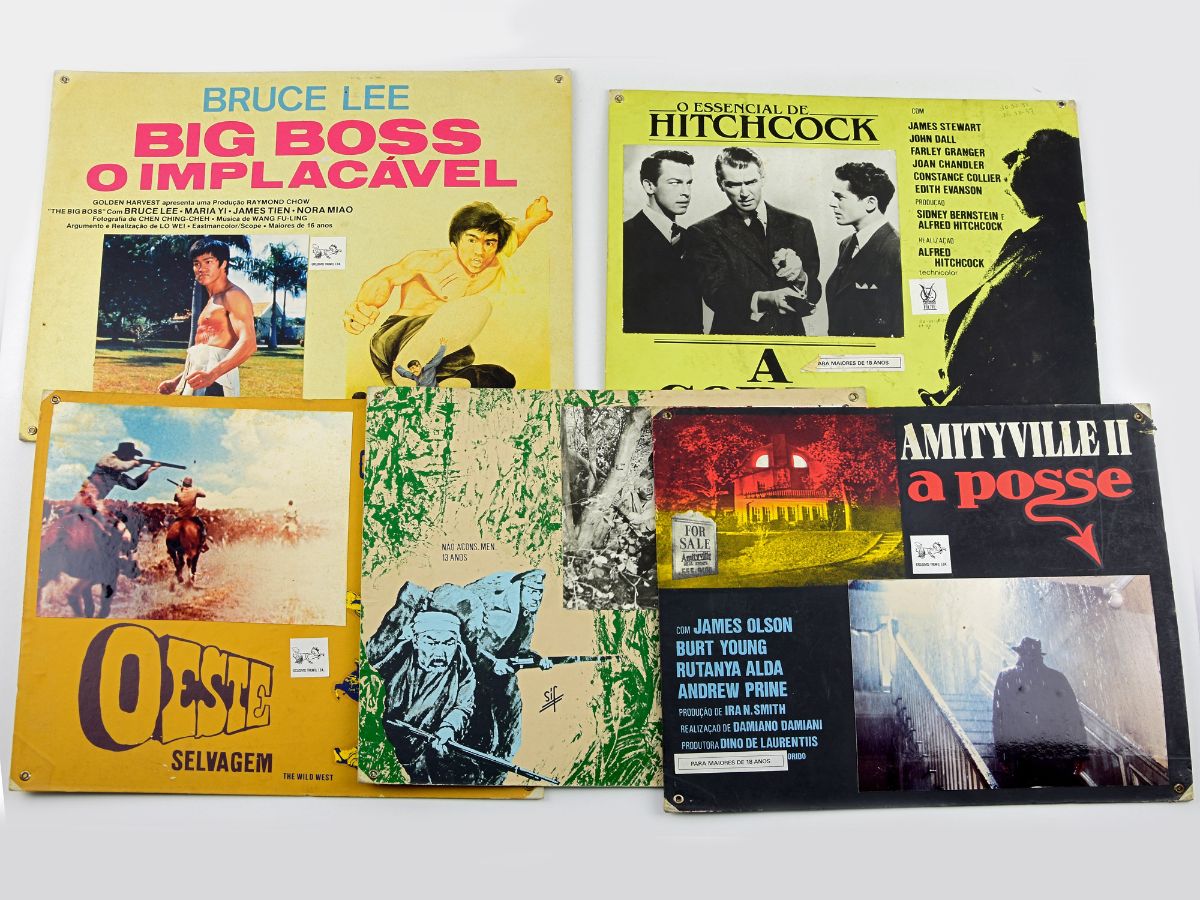 BRUCE LEE
BIG BOSS
O IMPLACÁVEL
GOLDEN HARVEST apresenta uma Produção RAYMOND CHOW
"THE BIG BOSS" Com BRUCE LEE • MARIA YI • JAMES TIEN • NORA MIAO
Fotografia de CHEN CHING-CHEH • Música de WANG FU-LING
Argumento e Realização de LO WEI • Eastmancolor/Scope • Maiores de 16 anos
O ESSENCIAL DE
HITCHCOCK
COM
JAMES STEWART
JOHN DALL
FARLEY GRANGER
JOAN CHANDLER
CONSTANCE COLLIER
EDITH EVANSON
PRODUÇÃO
SIDNEY BERNSTEIN E
ALFRED HITCHCOCK
REALIZAÇÃO
ALFRED
HITCHCOCK
technicolor
A
ARA MAIORES DE 18 ANOS
OESTE
SELVAGEM
THE WILD WEST
NÃO ACONS. MEN.
13 ANOS
Sif
AMITYVILLE II
a posse
FOR
SALE
Amityville
COM JAMES OLSON
BURT YOUNG
RUTANYA ALDA
ANDREW PRINE
PRODUÇÃO DE IRA N. SMITH
REALIZAÇÃO DE DAMIANO DAMIANI
PRODUTORA DINO DE LAURENTIIS
PARA MAIORES DE 18 ANOS
ORIDO